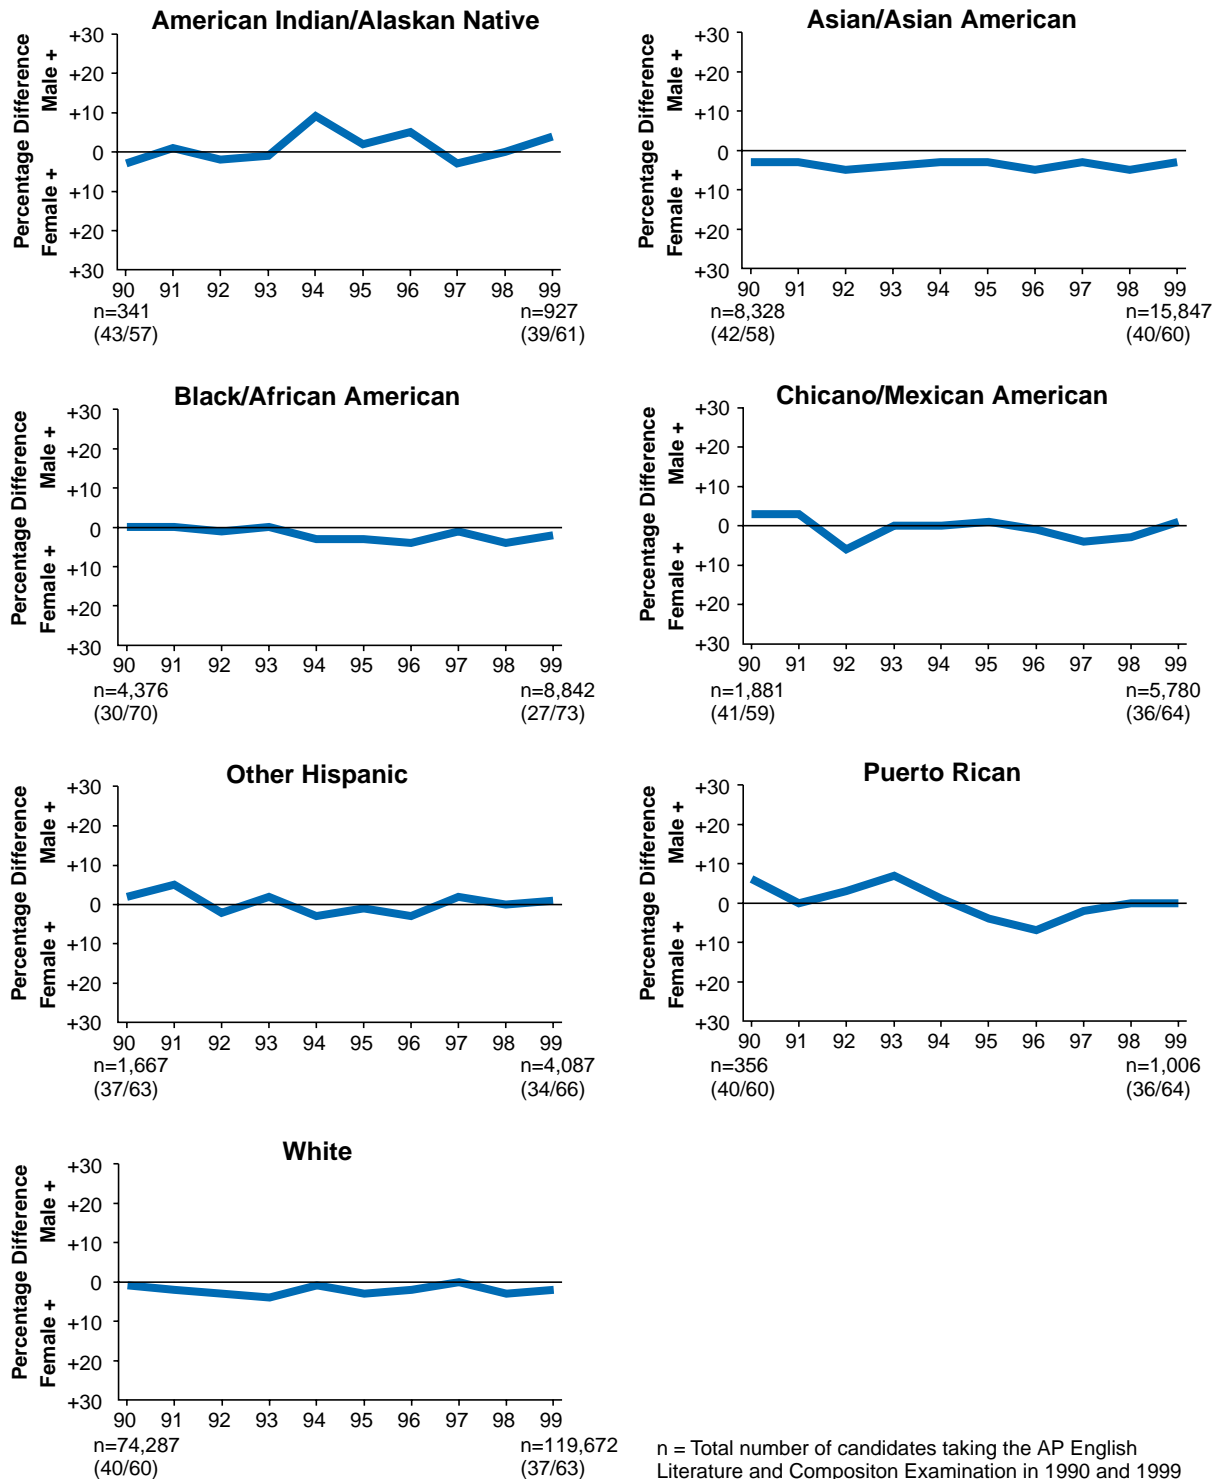 American Indian/Alaskan Native
Percentage Difference
Female +     Male +
+30
+20
+10
0
+10
+20
+30
90 91 92 93 94 95 96 97 98 99
n=341 n=927
(43/57) (39/61)
Asian/Asian American
Percentage Difference
Female +     Male +
+30
+20
+10
0
+10
+20
+30
90 91 92 93 94 95 96 97 98 99
n=8,328 n=15,847
(42/58) (40/60)
Black/African American
Percentage Difference
Female +     Male +
+30
+20
+10
0
+10
+20
+30
90 91 92 93 94 95 96 97 98 99
n=4,376 n=8,842
(30/70) (27/73)
Chicano/Mexican American
Percentage Difference
Female +     Male +
+30
+20
+10
0
+10
+20
+30
90 91 92 93 94 95 96 97 98 99
n=1,881 n=5,780
(41/59) (36/64)
Other Hispanic
Percentage Difference
Female +     Male +
+30
+20
+10
0
+10
+20
+30
90 91 92 93 94 95 96 97 98 99
n=1,667 n=4,087
(37/63) (34/66)
Puerto Rican
Percentage Difference
Female +     Male +
+30
+20
+10
0
+10
+20
+30
90 91 92 93 94 95 96 97 98 99
n=356 n=1,006
(40/60) (36/64)
White
Percentage Difference
Female +     Male +
+30
+20
+10
0
+10
+20
+30
90 91 92 93 94 95 96 97 98 99
n=74,287 n=119,672
(40/60) (37/63)
n = Total number of candidates taking the AP English
Literature and Compositon Examination in 1990 and 1999